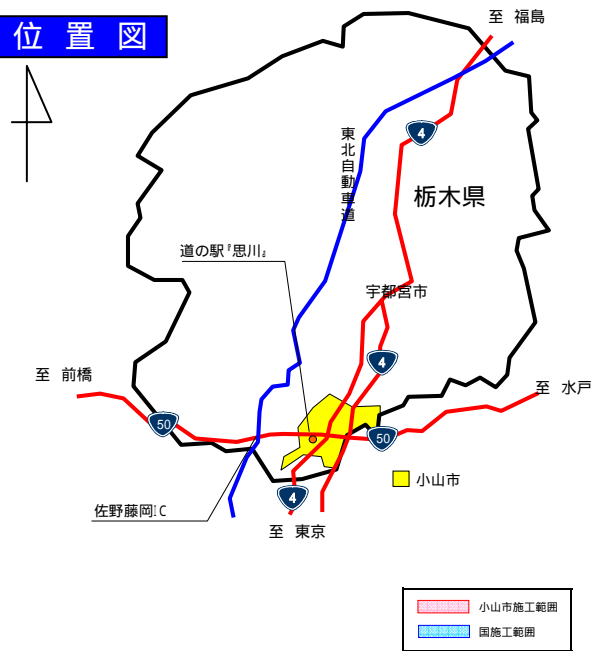 位置図
至 福島
4
東北自動車道
栃木県
道の駅『思川』
宇都宮市
4
至 前橋
至 水戸
50
50
小山市
4
佐野藤岡IC
至 東京
小山市施工範囲
国施工範囲